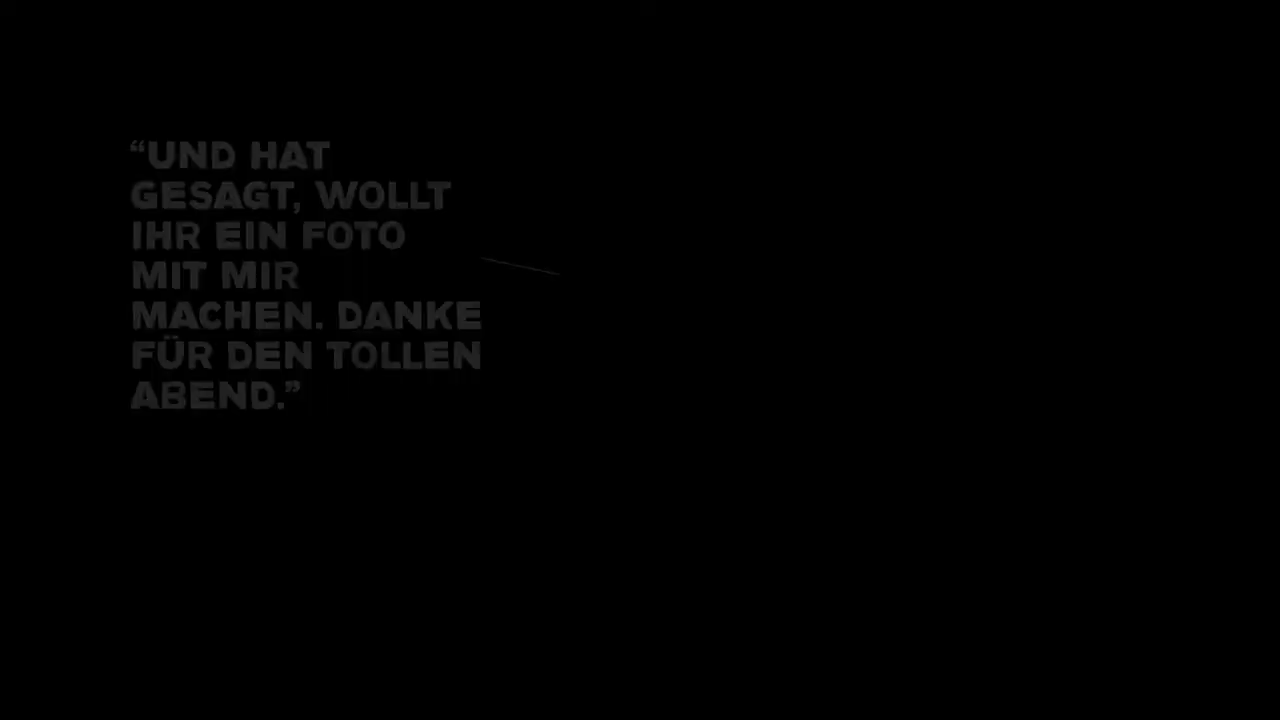 “UND HAT
GESAGT, WOLLT
IHR EIN FOTO
MIT MIR
MACHEN. DANKE
FÜR DEN TOLLEN
ABEND.”